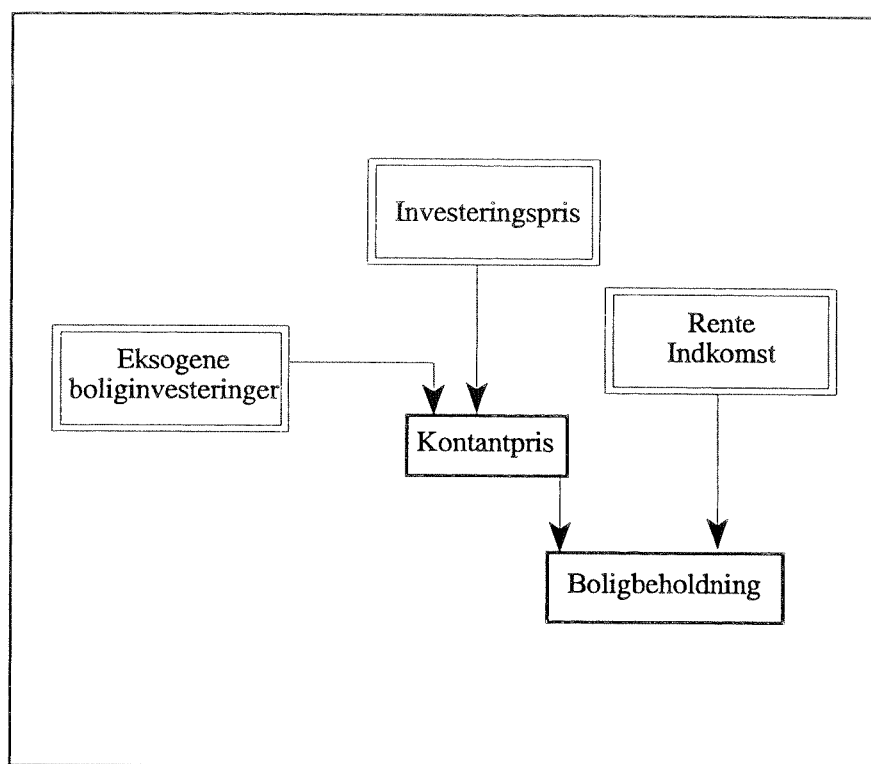 Investeringspris
Rente
Indkomst
Eksogene
boliginvesteringer
Kontantpris
Boligbeholdning